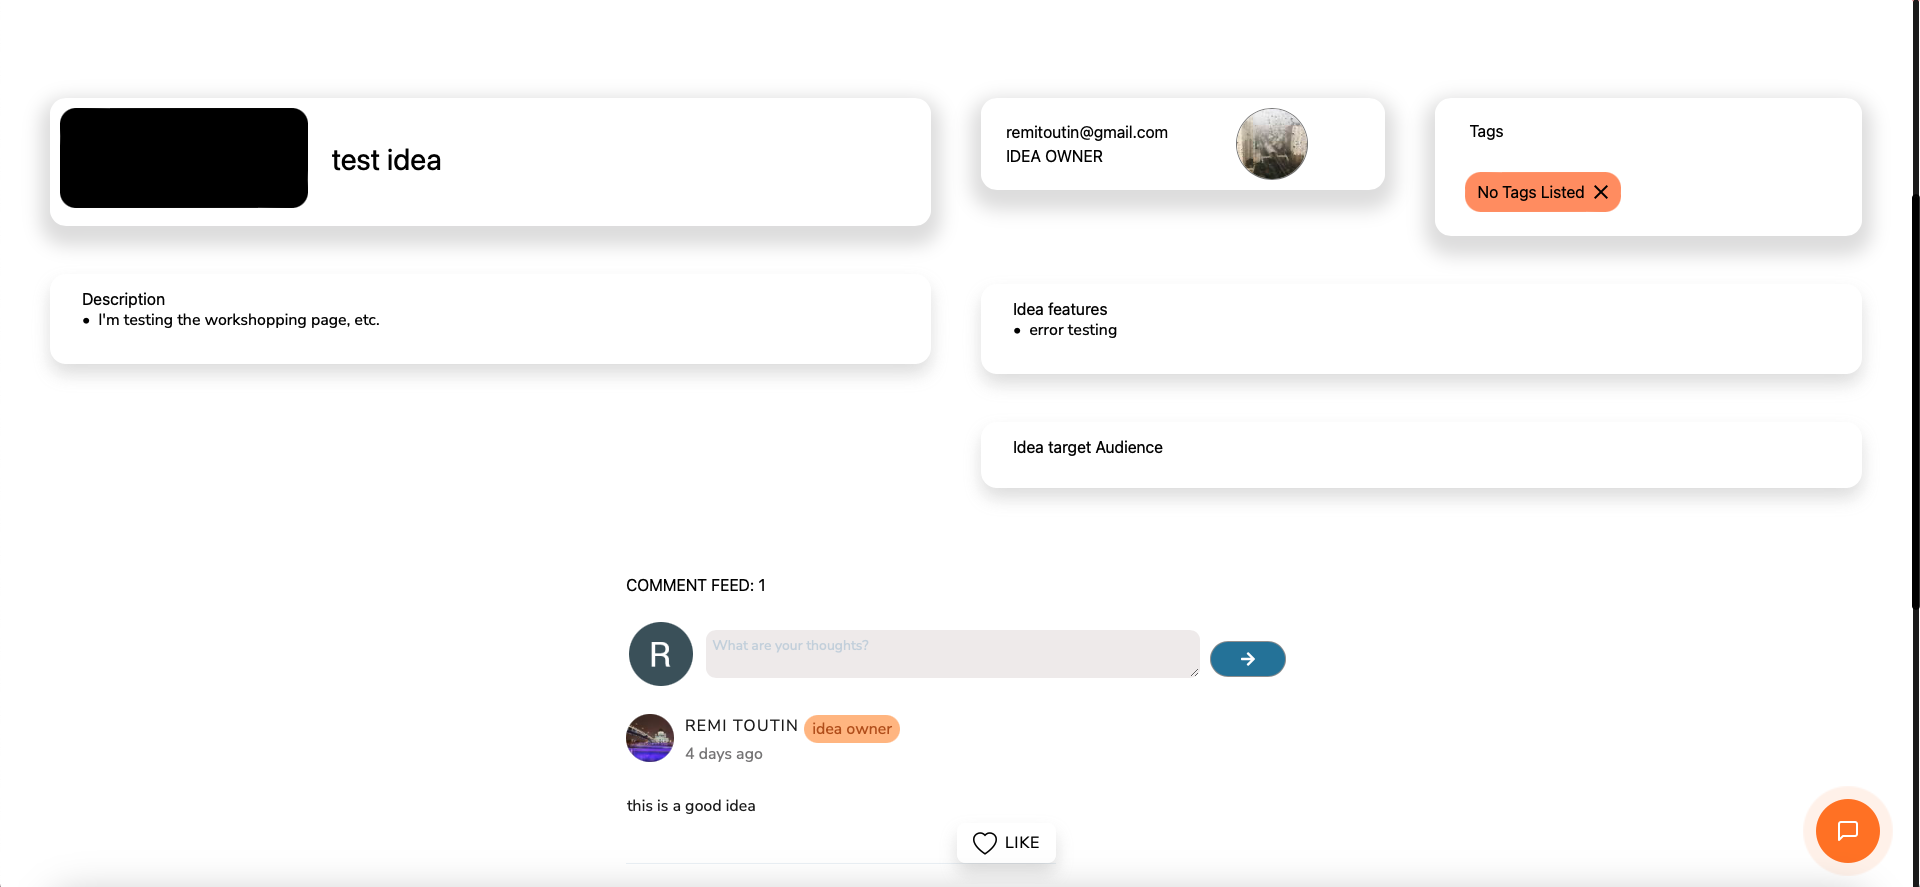 test idea
remitoutin@gmail.com
IDEA OWNER
Tags
No Tags Listed
Description
• I'm testing the workshopping page, etc.
Idea features
• error testing
Idea target Audience
COMMENT FEED: 1
R
What are your thoughts?
REMI TOUTIN idea owner
4 days ago
this is a good idea
LIKE